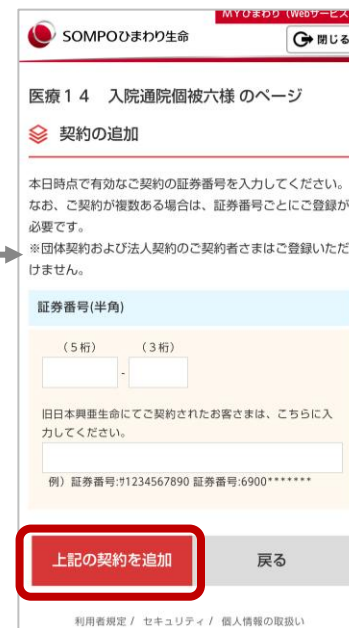 MYひまわり（Webサービス
SOMPOひまわり生命
閉じる
医療１４　入院通院個被六様 のページ
契約の追加
本日時点で有効なご契約の証券番号を入力してください。
なお、ご契約が複数ある場合は、証券番号ごとにご登録が
必要です。
※団体契約および法人契約のご契約者さまはご登録いただ
けません。
証券番号(半角)
（５桁）　（３桁）
-
旧日本興亜生命にてご契約されたお客さまは、こちらに入
力してください。
例）証券番号:ｻ1234567890 証券番号:6900*******
上記の契約を追加　戻る
利用者規定 / セキュリティ / 個人情報の取扱い